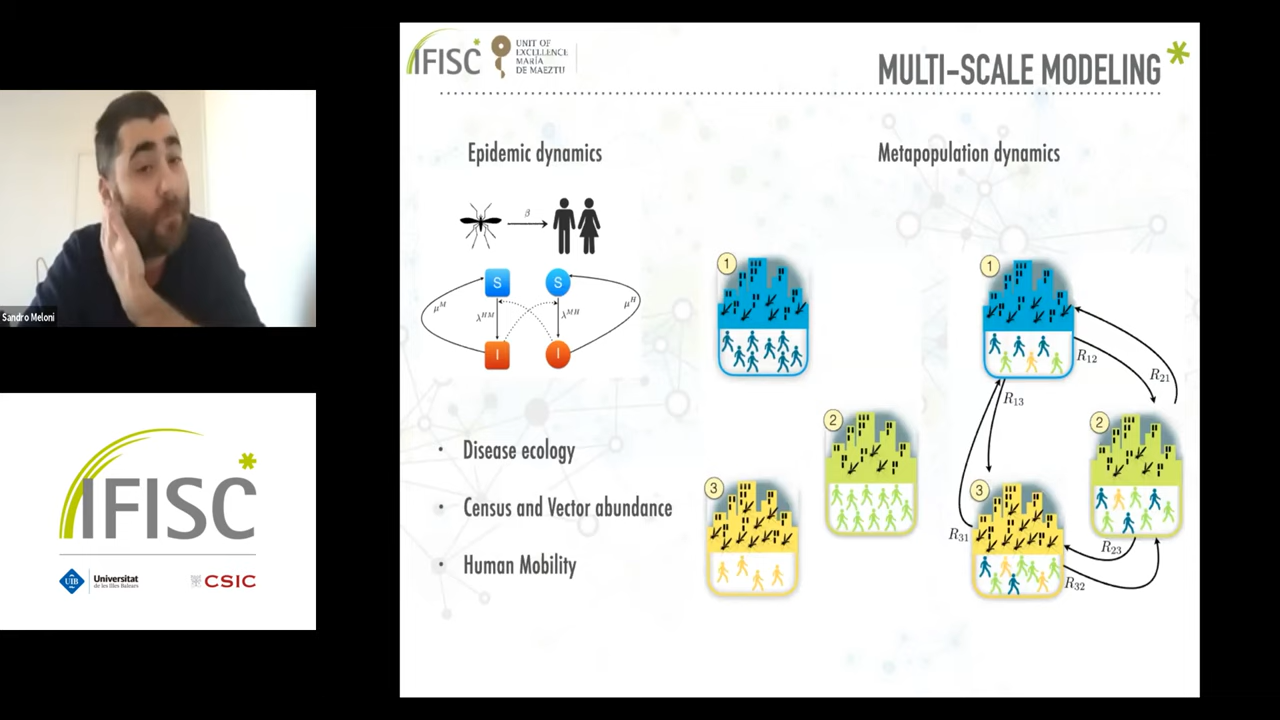 IFISC
UNIT OF
EXCELLENCE
MARÍA
DE MAEZTU
MULTI-SCALE MODELING
Epidemic dynamics
Metapopulation dynamics
β
S
S
μ^M
λ^HM
λ^MH
μ^H
I
I
1
2
3
1
R12
R21
R13
2
3
R31
R23
R32
· Disease ecology
· Census and Vector abundance
· Human Mobility
Sandro Meloni
IFISC
UIB
Universitat
de les Illes Balears
CSIC